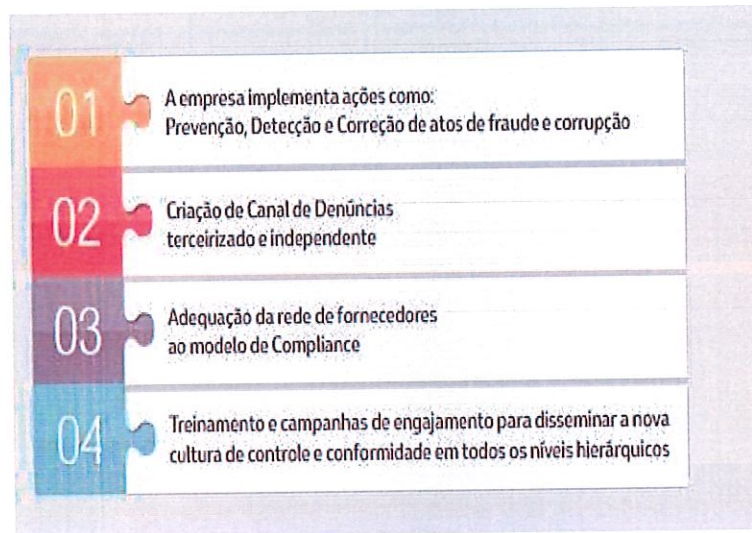 01
A empresa implementa ações como:
Prevenção, Detecção e Correção de atos de fraude e corrupção
02
Criação de Canal de Denúncias
terceirizado e independente
03
Adequação da rede de fornecedores
ao modelo de Compliance
04
Treinamento e campanhas de engajamento para disseminar a nova
cultura de controle e conformidade em todos os níveis hierárquicos